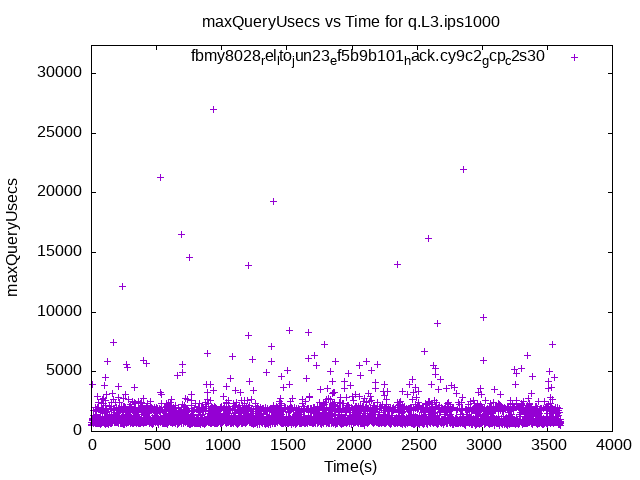 maxQueryUsecs vs Time for q.L3.ips1000
fbmy8028relltojun23ef5b9b101hack.cy9c2gcpc2s30
30000
25000
20000
15000
10000
5000
0
maxQueryUsecs
0 500 1000 1500 2000 2500 3000 3500 4000
Time(s)